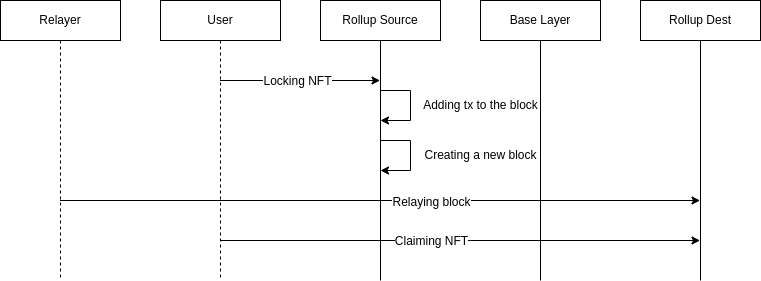 Relayer
User
Rollup Source
Base Layer
Rollup Dest
Locking NFT
Adding tx to the block
Creating a new block
Relaying block
Claiming NFT